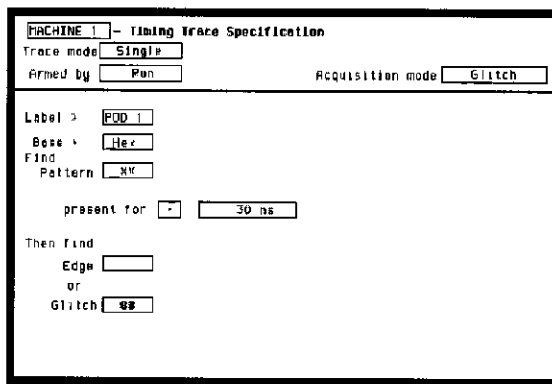 MACHINE 1 - Timing Trace Specification
Trace mode Single
Armed by Run Acquisition mode Glitch
Label > POD 1
Base > Hex
Find
Pattern XX
present for 30 ns
Then find
Edge
or
Glitch